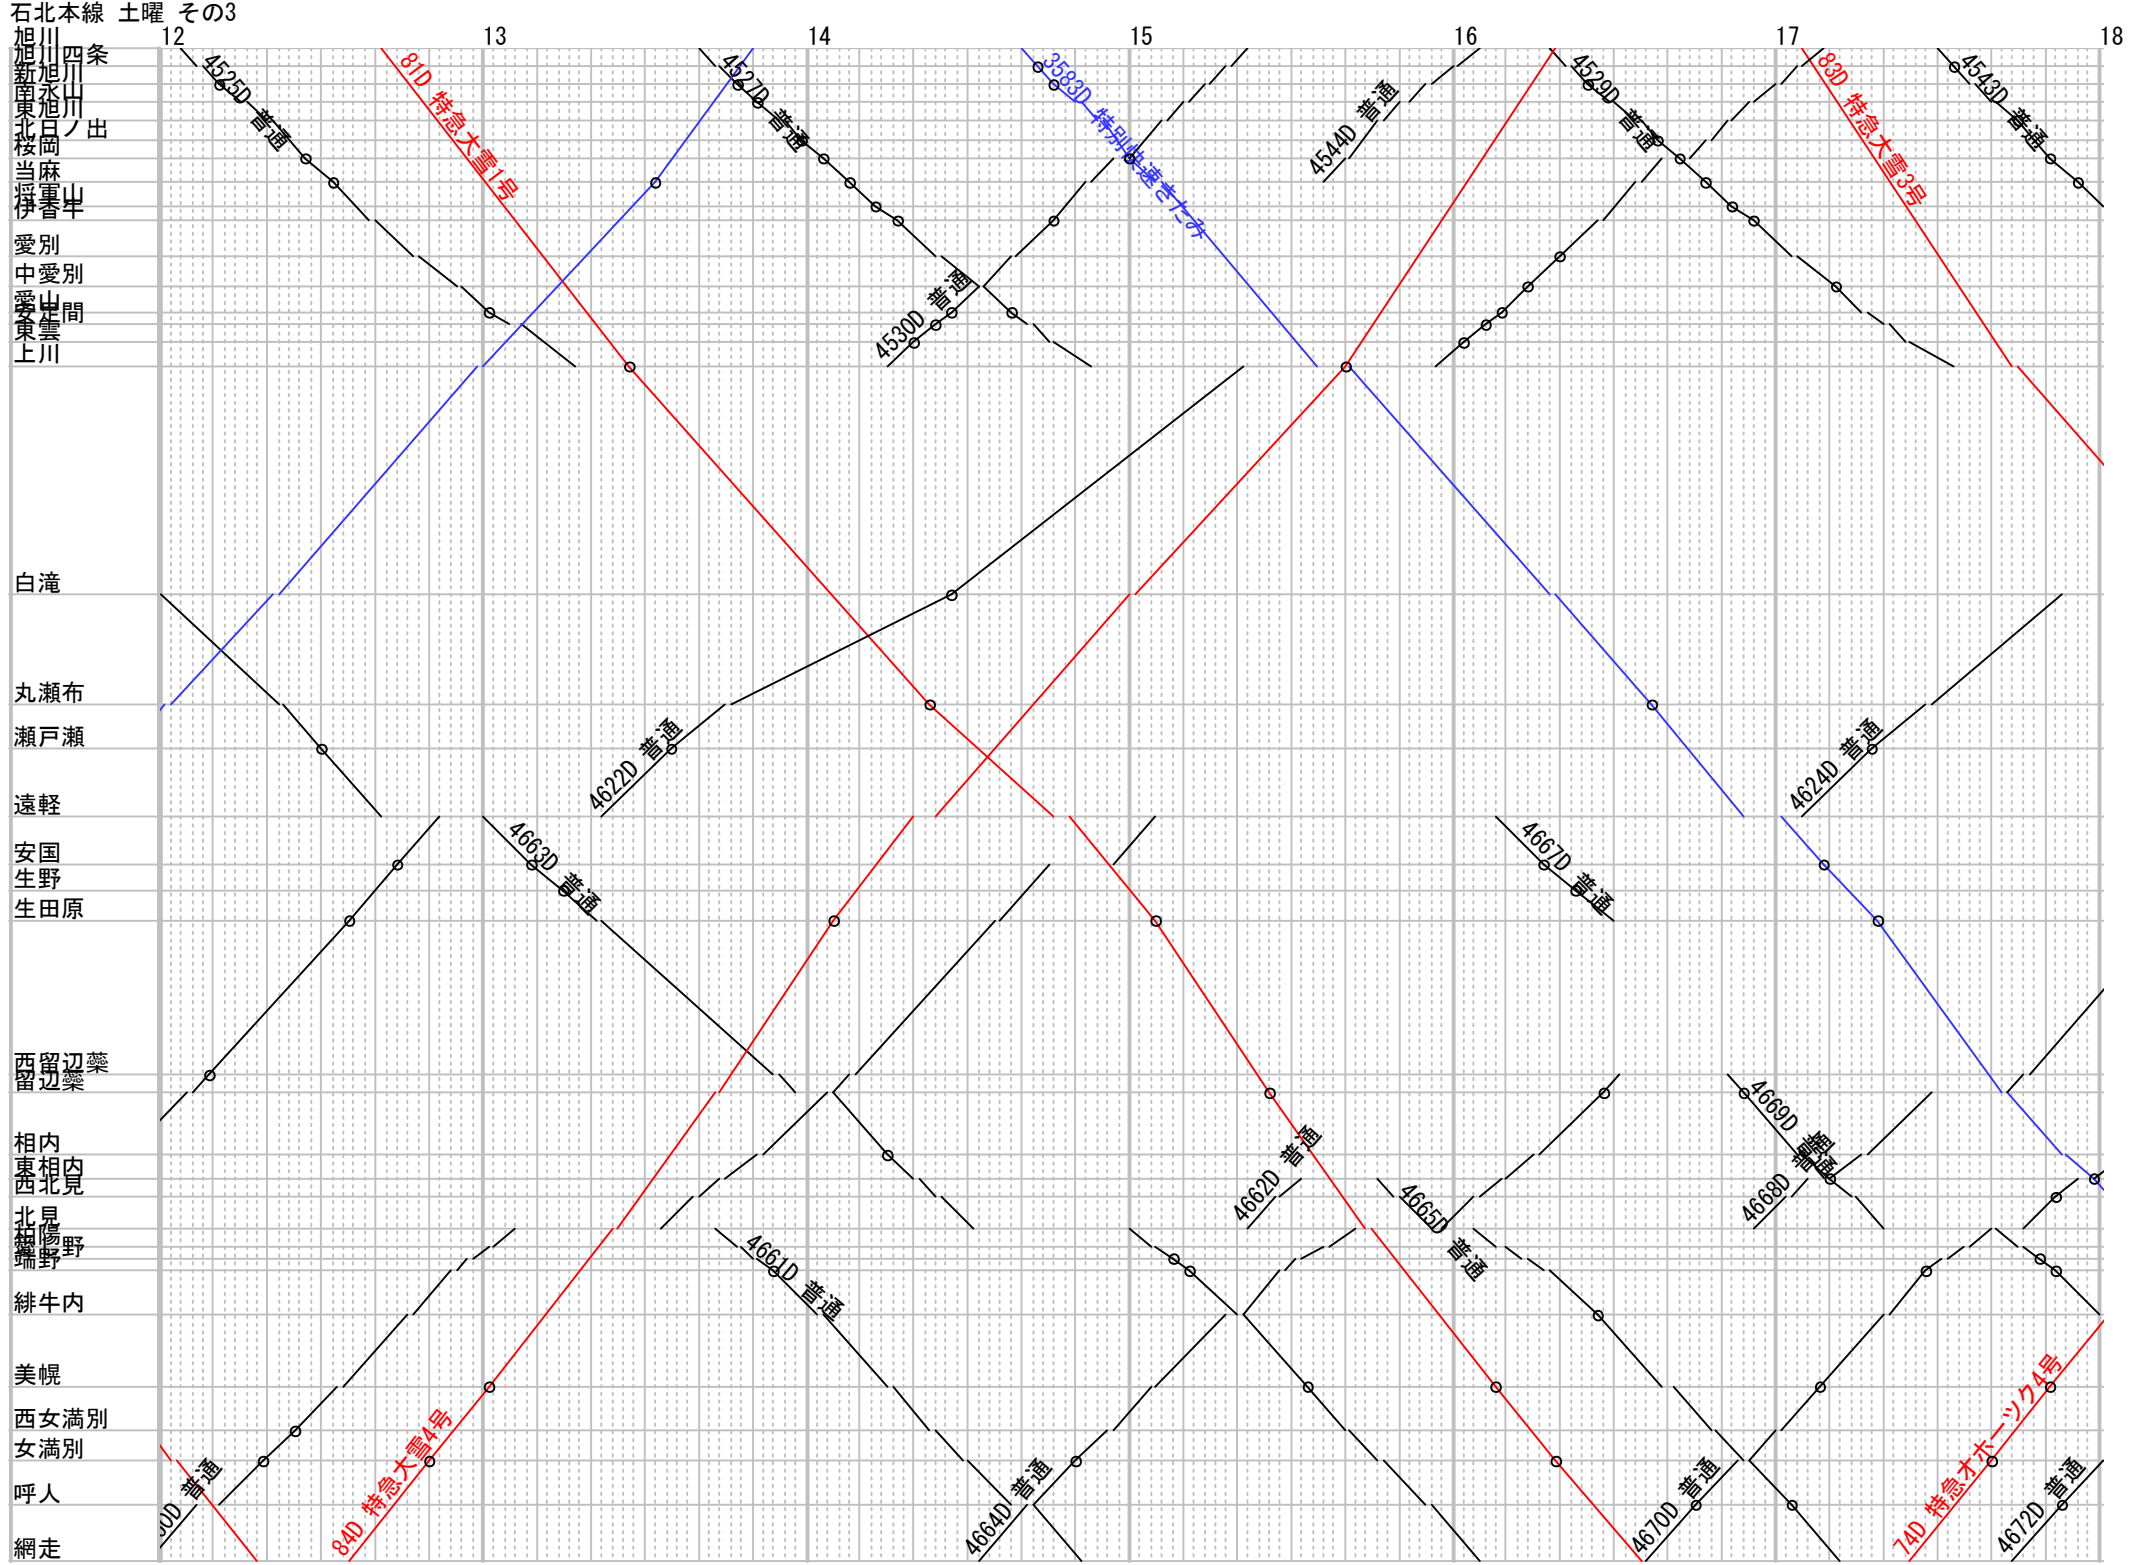 石北本線 土曜 その3
12 13 14 15 16 17 18
旭川
旭川四条
新旭川
南永山
東旭川
北日ノ出
桜岡
当麻
将軍山
伊香牛
愛別
中愛別
愛山
安足間
東雲
上川
白滝
丸瀬布
瀬戸瀬
遠軽
安国
生野
生田原
西留辺蘂
留辺蘂
相内
東相内
西北見
北見
柏陽
愛し野
端野
緋牛内
美幌
西女満別
女満別
呼人
網走
4525D 普通
81D 特急大雪1号
4527D 普通
3583D 特別快速きたみ
4544D 普通
4529D 普通
83D 特急大雪3号
4543D 普通
4530D 普通
4622D 普通
4624D 普通
4663D 普通
4667D 普通
4662D 普通
4669D 普通
4668D 普通
4665D 普通
4661D 普通
0D 普通
84D 特急大雪4号
4664D 普通
4670D 普通
74D 特急オホーツク4号
4672D 普通